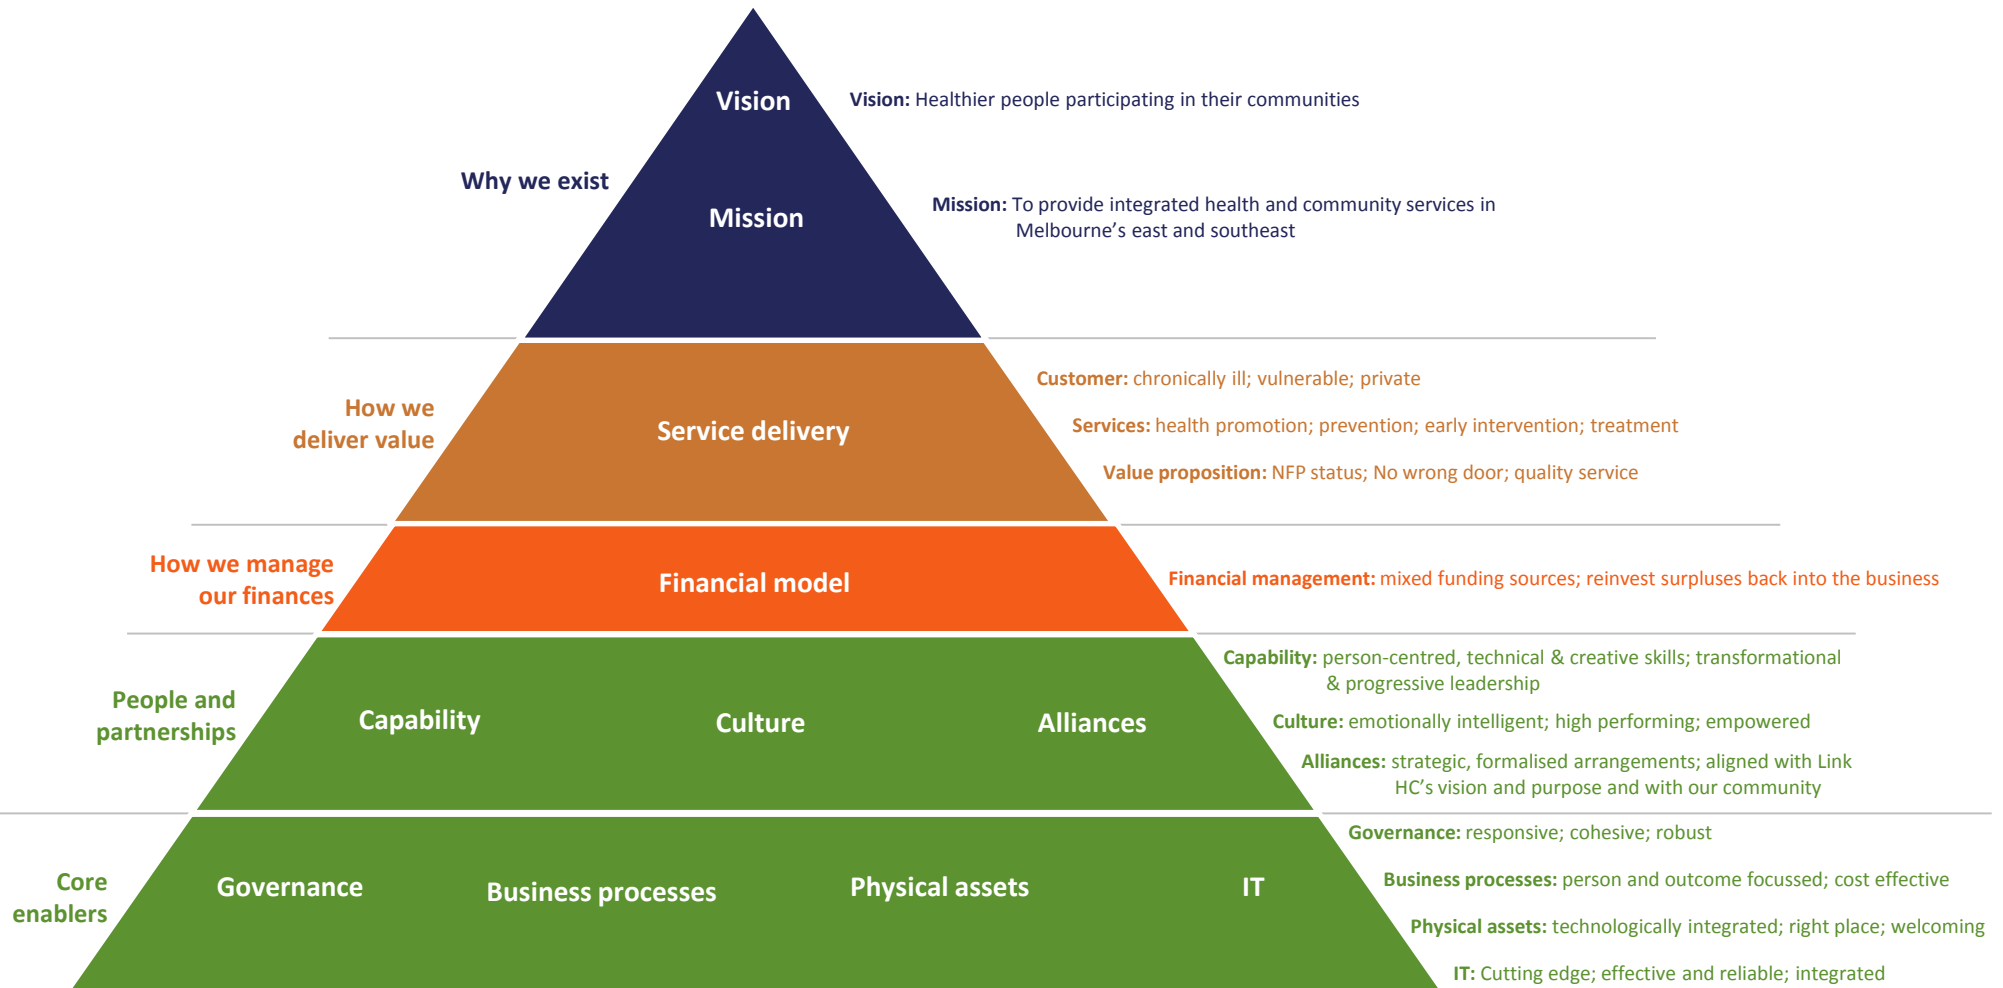 Vision
Vision: Healthier people participating in their communities
Why we exist
Mission
Mission: To provide integrated health and community services in
Melbourne’s east and southeast
How we
deliver value
Service delivery
Customer: chronically ill; vulnerable; private
Services: health promotion; prevention; early intervention; treatment
Value proposition: NFP status; No wrong door; quality service
How we manage
our finances
Financial model
Financial management: mixed funding sources; reinvest surpluses back into the business
People and
partnerships
Capability
Culture
Alliances
Capability: person-centred, technical & creative skills; transformational
& progressive leadership
Culture: emotionally intelligent; high performing; empowered
Alliances: strategic, formalised arrangements; aligned with Link
HC’s vision and purpose and with our community
Core
enablers
Governance
Business processes
Physical assets
IT
Governance: responsive; cohesive; robust
Business processes: person and outcome focussed; cost effective
Physical assets: technologically integrated; right place; welcoming
IT: Cutting edge; effective and reliable; integrated